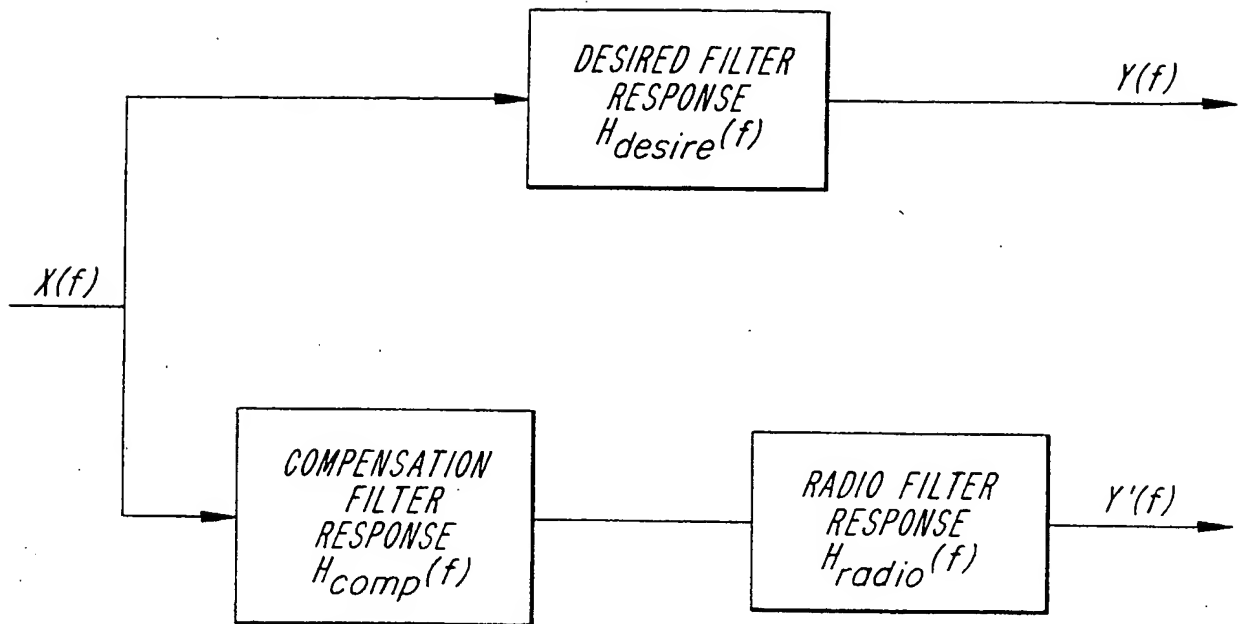 DESIRED FILTER
RESPONSE
Hdesire(f)
Y(f)
X(f)
COMPENSATION
FILTER
RESPONSE
Hcomp(f)
RADIO FILTER
RESPONSE
Hradio(f)
Y'(f)